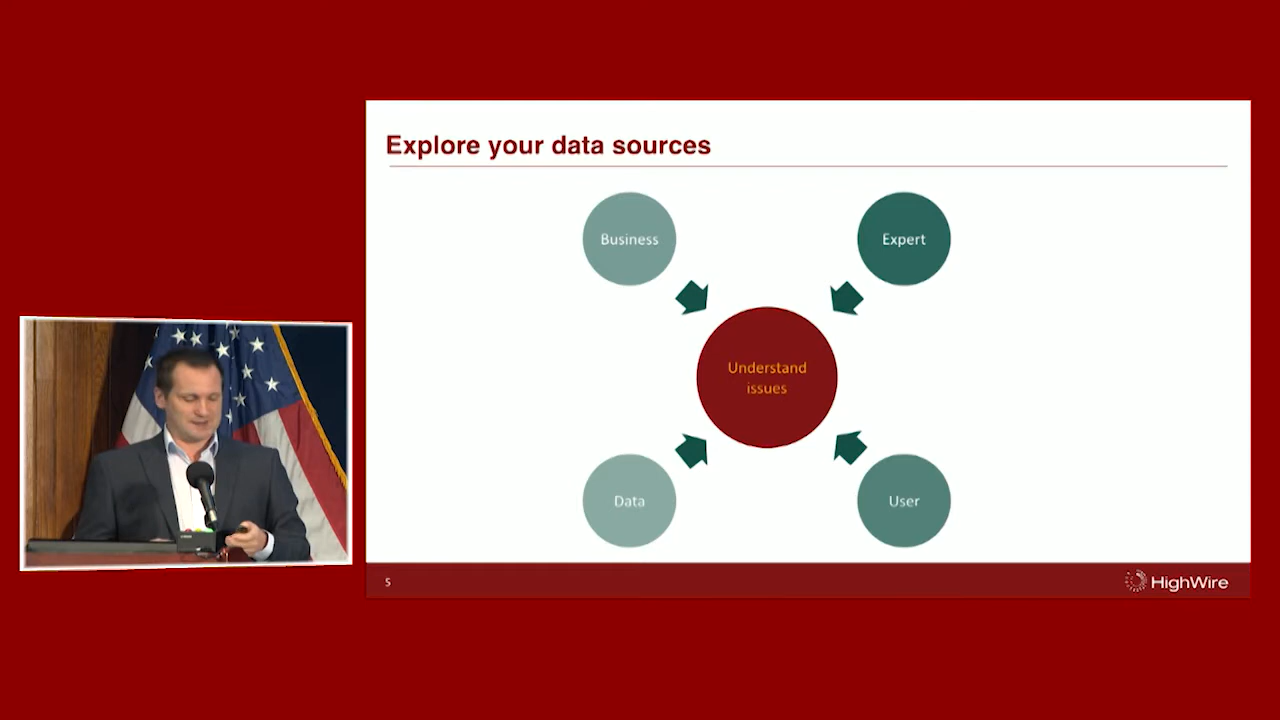 Explore your data sources
Business
Expert
Understand
issues
Data
User
5
HighWire